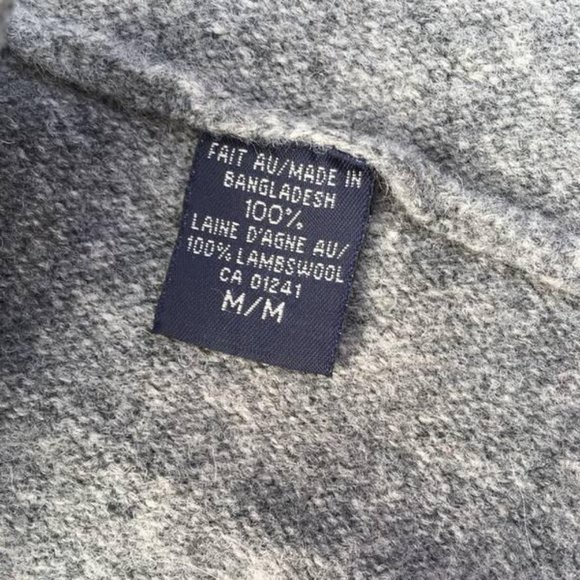 FAIT AU/MADE IN
BANGLADESH
100%
LAINE D'AGNE AU/
100% LAMBSWOOL
CA 01241
M/M